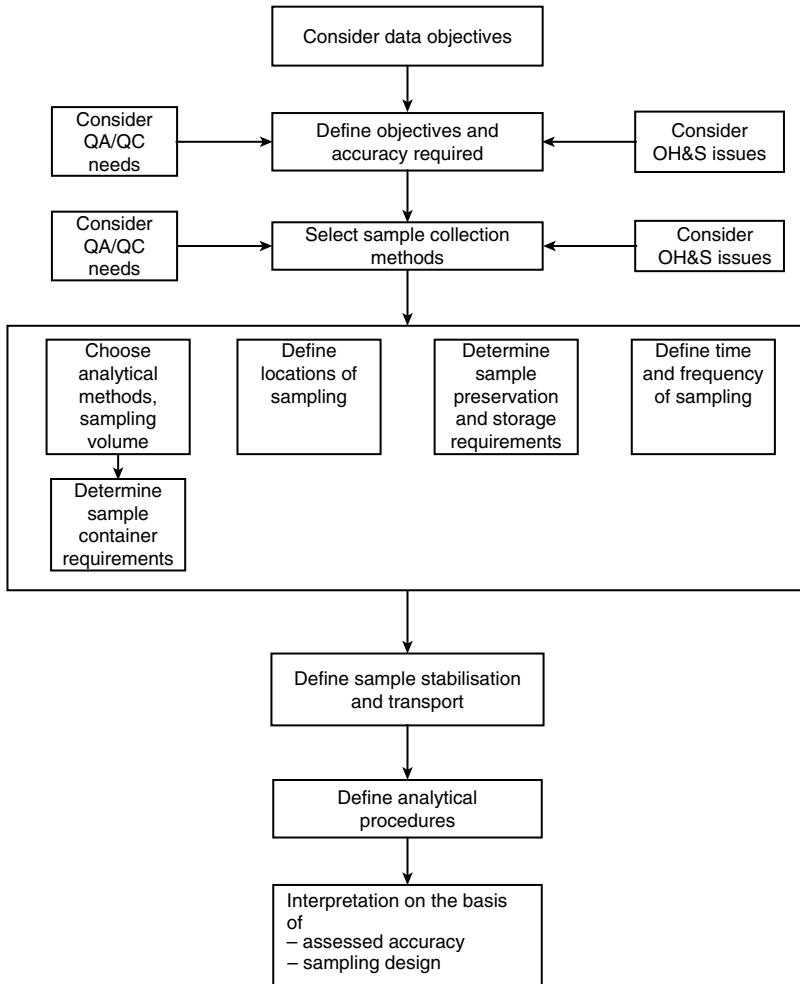 Consider data objectives
Consider
QA/QC
needs
Define objectives and
accuracy required
Consider
OH&S issues
Consider
QA/QC
needs
Select sample collection
methods
Consider
OH&S issues
Choose
analytical
methods,
sampling
volume
Define
locations of
sampling
Determine
sample
preservation
and storage
requirements
Define time
and frequency
of sampling
Determine
sample
container
requirements
Define sample stabilisation
and transport
Define analytical
procedures
Interpretation on the basis
of
– assessed accuracy
– sampling design